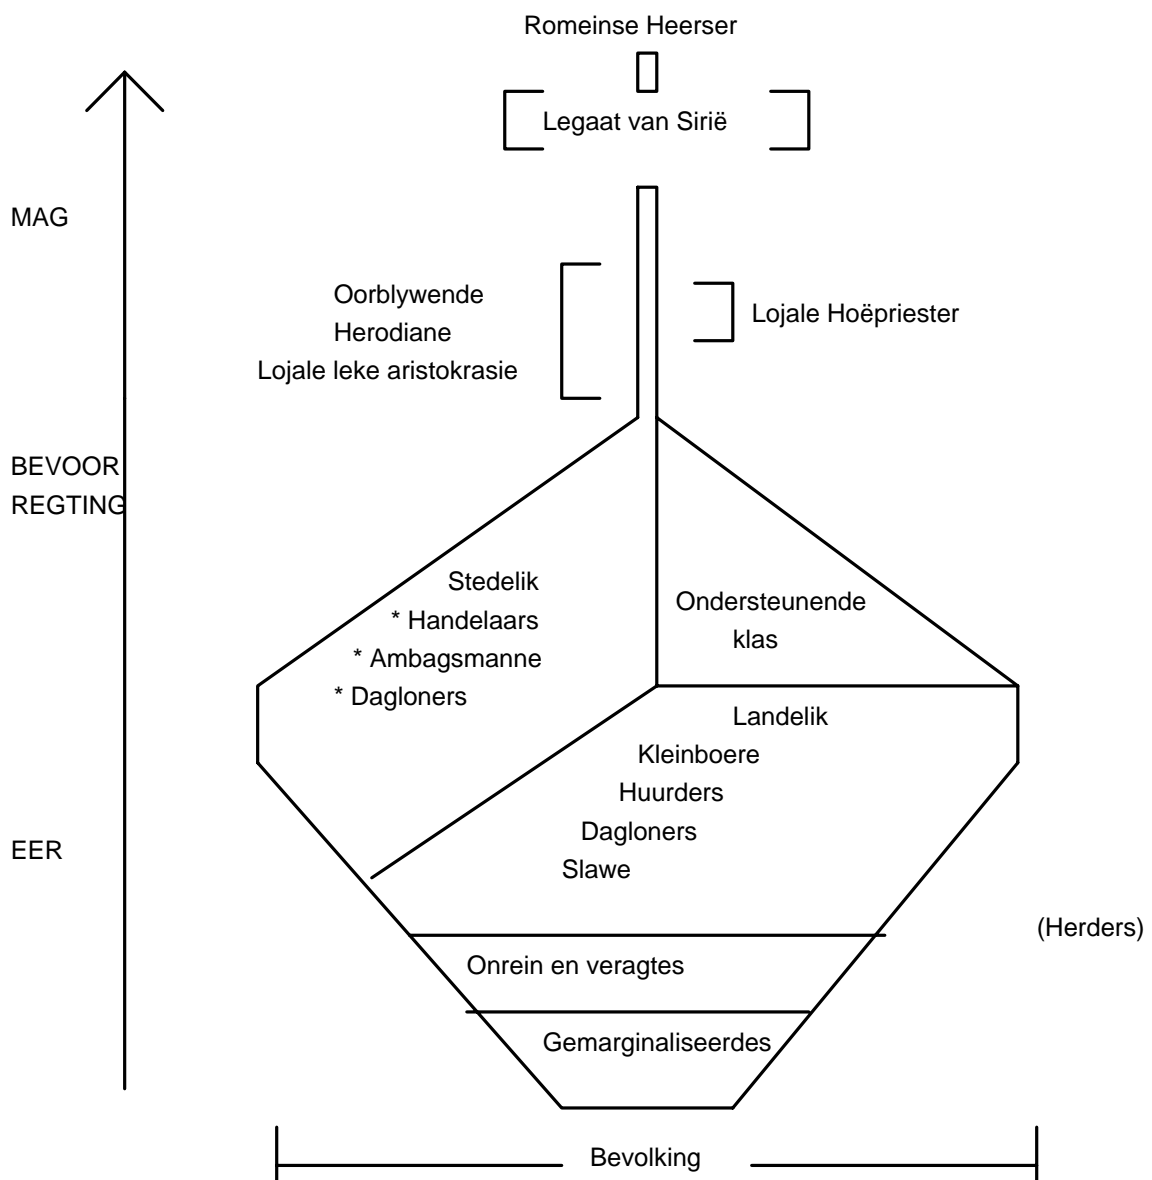 Romeinse Heerser
Legaat van Sirië
MAG
Oorblywende
Herodiane
Lojale leke aristokrasie
Lojale Hoëpriester
BEVOOR
REGTING
Stedelik
* Handelaars
* Ambagsmanne
* Dagloners
Ondersteunende
klas
Landelik
Kleinboere
Huurders
Dagloners
Slawe
EER
(Herders)
Onrein en veragtes
Gemarginaliseerdes
Bevolking